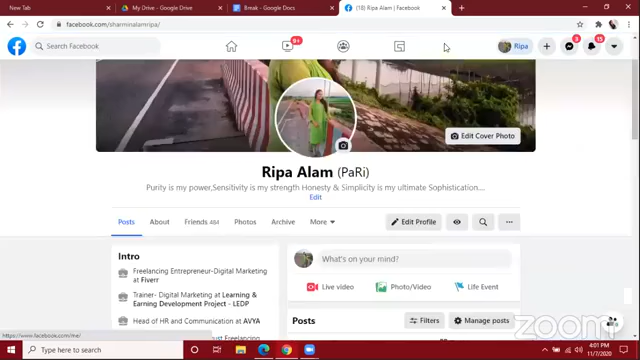 New Tab
My Drive - Google Drive
Break - Google Docs
(18) Ripa Alam | Facebook
facebook.com/sharminalamripa/
Search Facebook
9+
Ripa
3
15
Edit Cover Photo
Ripa Alam (PaRi)
Purity is my power,Sensitivity is my strength Honesty & Simplicity is my ultimate Sophistication....
Edit
Posts
About
Friends 484
Photos
Archive
More
Edit Profile
Intro
What's on your mind?
Freelancing Entrepreneur-Digital Marketing
at Fiverr
Live video
Photo/Video
Life Event
Trainer- Digital Marketing at Learning &
Earning Development Project - LEDP
Head of HR and Communication at AVYA
Posts
Filters
Manage posts
https://www.facebook.com/me/
Freelancing
zoom
Type here to search
4:01 PM
11/7/2020